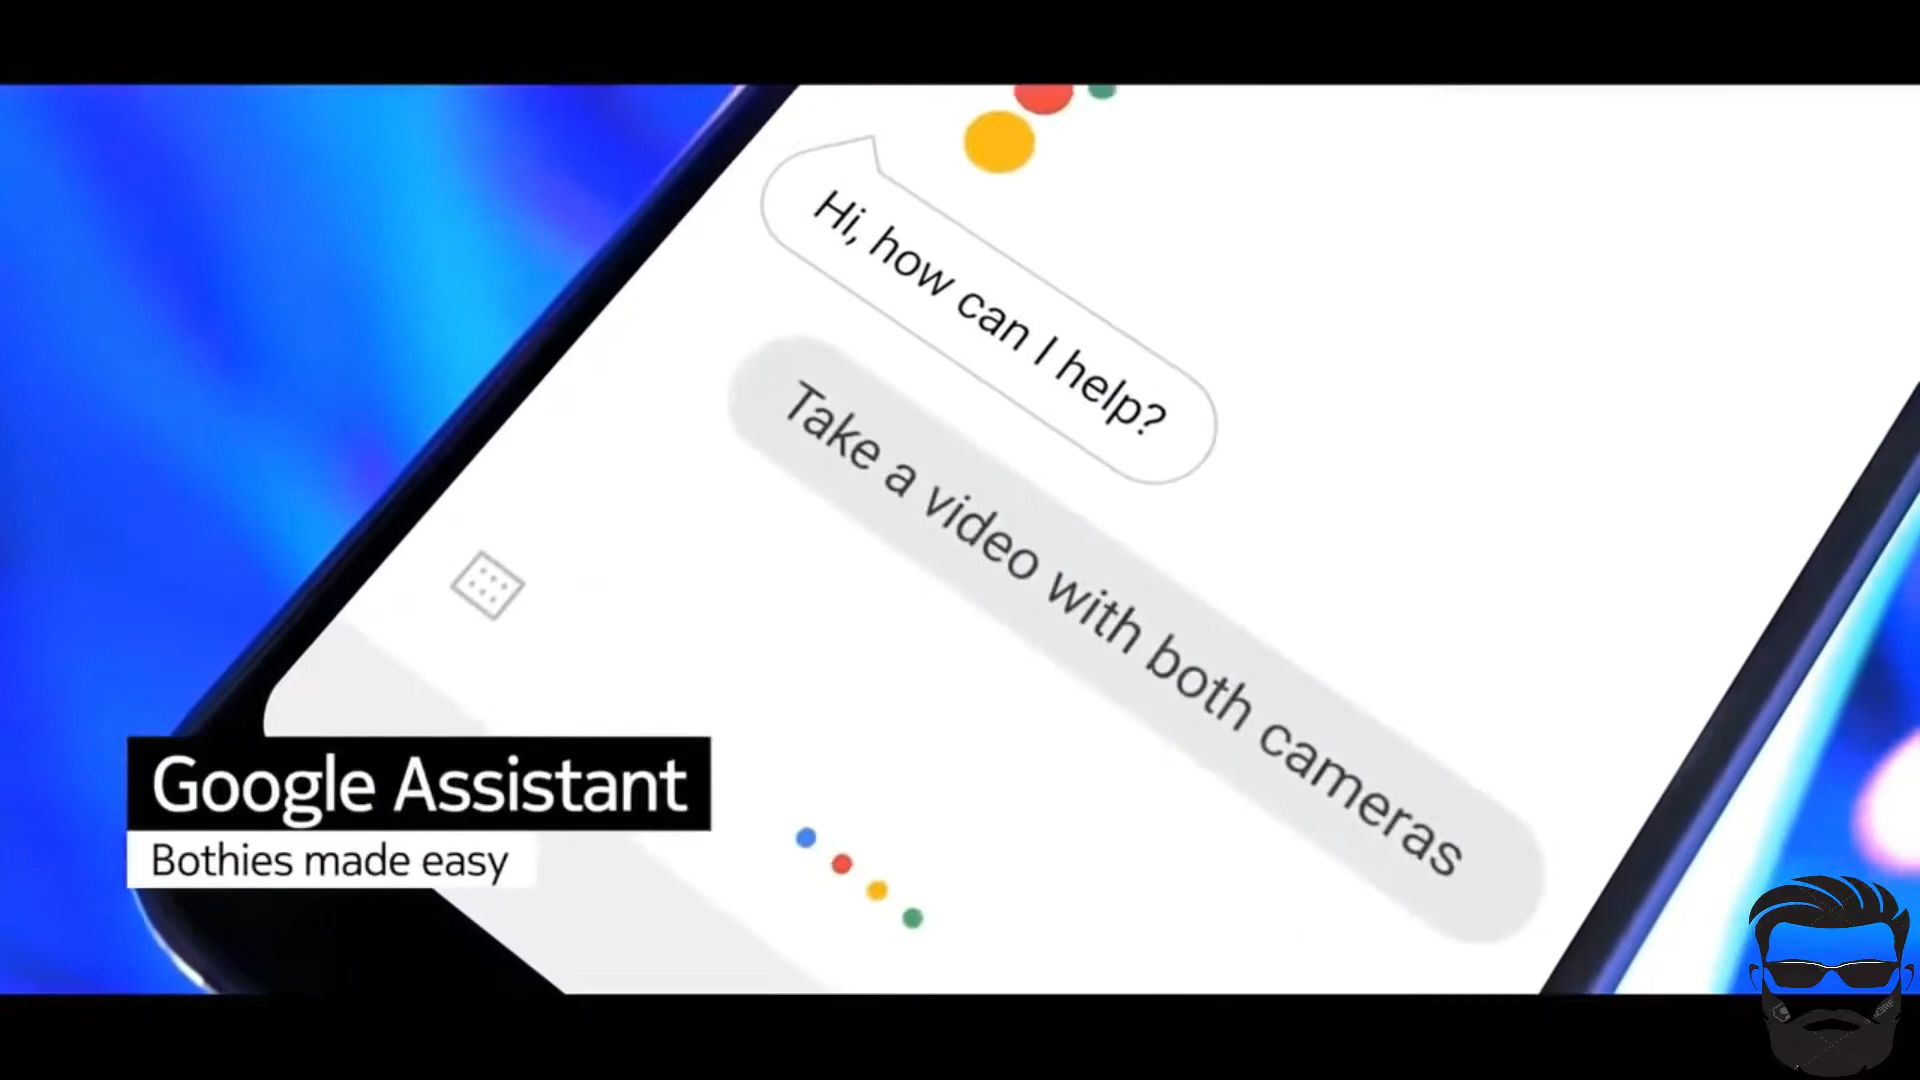 Hi, how can I help?
Take a video with both cameras
Google Assistant
Bothies made easy